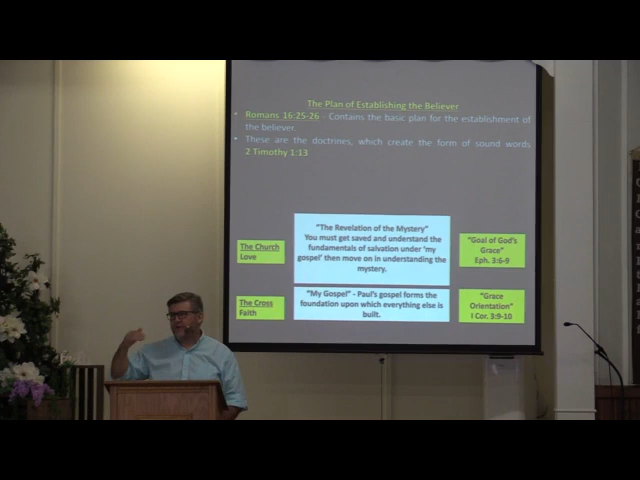 The Plan of Establishing the Believer
• Romans 16:25-26 - Contains the basic plan for the establishment of
the believer.
• These are the doctrines, which create the form of sound words
2 Timothy 1:13
The Church
Love
"The Revelation of the Mystery"
You must get saved and understand the
fundamentals of salvation under 'my
gospel' then move on in understanding the
mystery.
"Goal of God's
Grace"
Eph. 3:6-9
The Cross
Faith
"My Gospel" - Paul's gospel forms the
foundation upon which everything else is
built.
"Grace
Orientation"
I Cor. 3:9-10